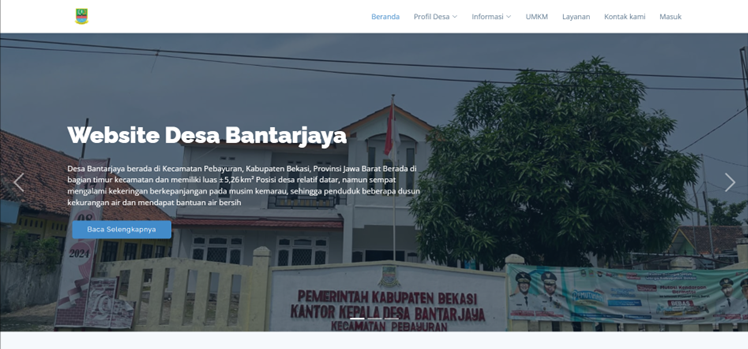 Beranda Profil Desa Informasi UMKM Layanan Kontak kami Masuk
Website Desa Bantarjaya
Desa Bantarjaya berada di Kecamatan Pebayuran, Kabupaten Bekasi, Provinsi Jawa Barat Berada di
bagian timur kecamatan dan memiliki luas ± 5,26 km² Posisi desa relatif datar, namun sempat
mengalami kekeringan berkepanjangan pada musim kemarau, sehingga penduduk beberapa dusun
kekurangan air dan mendapat bantuan air bersih
Baca Selengkapnya
2024
PEMERINTAH KABUPATEN BEKASI
KANTOR KEPALA DESA BANTARJAYA
KECAMATAN PEBAYURAN